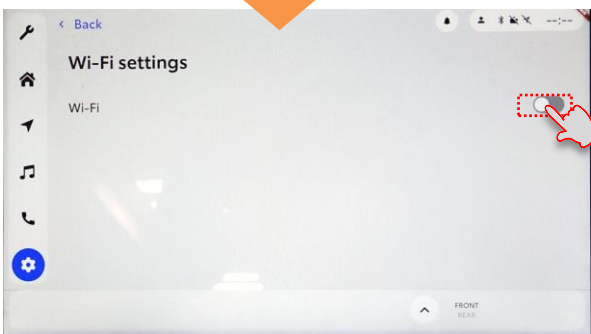 < Back
--:--
Wi-Fi settings
Wi-Fi
FRONT
REAR